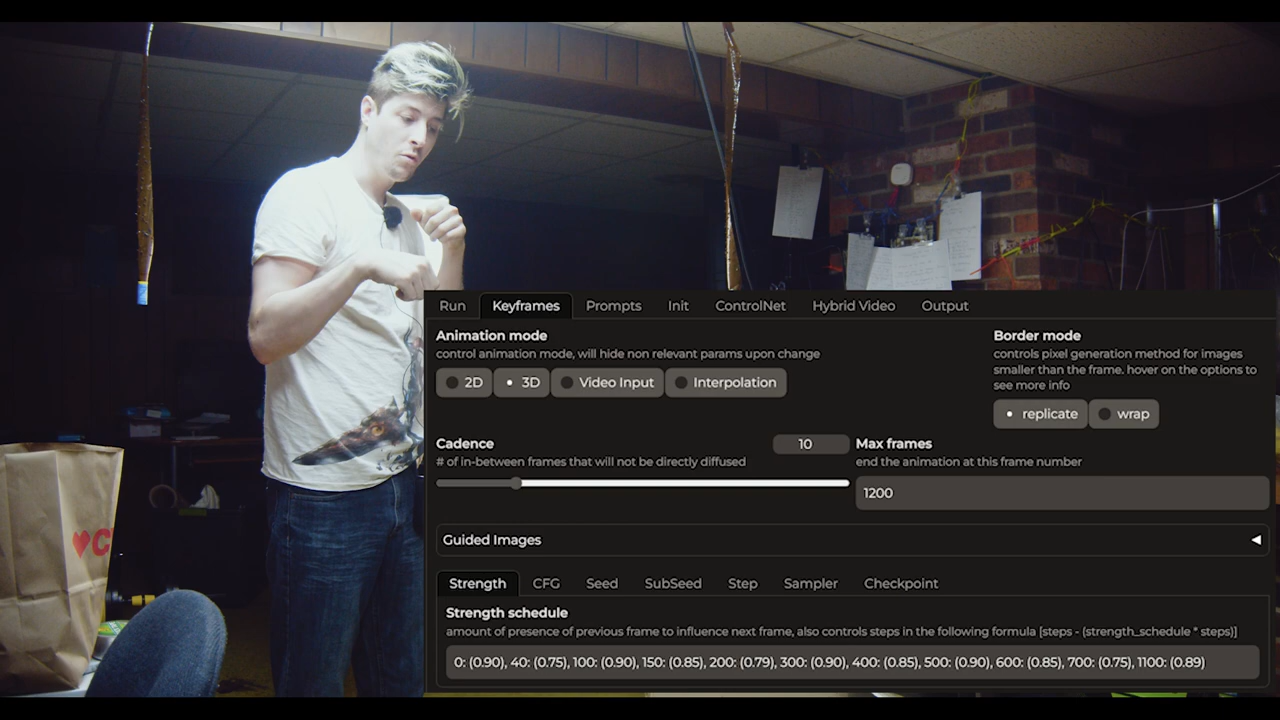 Run Keyframes Prompts Init ControlNet Hybrid Video Output
Animation mode
control animation mode, will hide non relevant params upon change
2D 3D Video Input Interpolation
Border mode
controls pixel generation method for images
smaller than the frame. hover on the options to
see more info
replicate wrap
Cadence 10
# of in-between frames that will not be directly diffused
Max frames
end the animation at this frame number
1200
Guided Images
Strength CFG Seed SubSeed Step Sampler Checkpoint
Strength schedule
amount of presence of previous frame to influence next frame, also controls steps in the following formula [steps - (strength_schedule * steps)]
0: (0.90), 40: (0.75), 100: (0.90), 150: (0.85), 200: (0.79), 300: (0.90), 400: (0.85), 500: (0.90), 600: (0.85), 700: (0.75), 1100: (0.89)